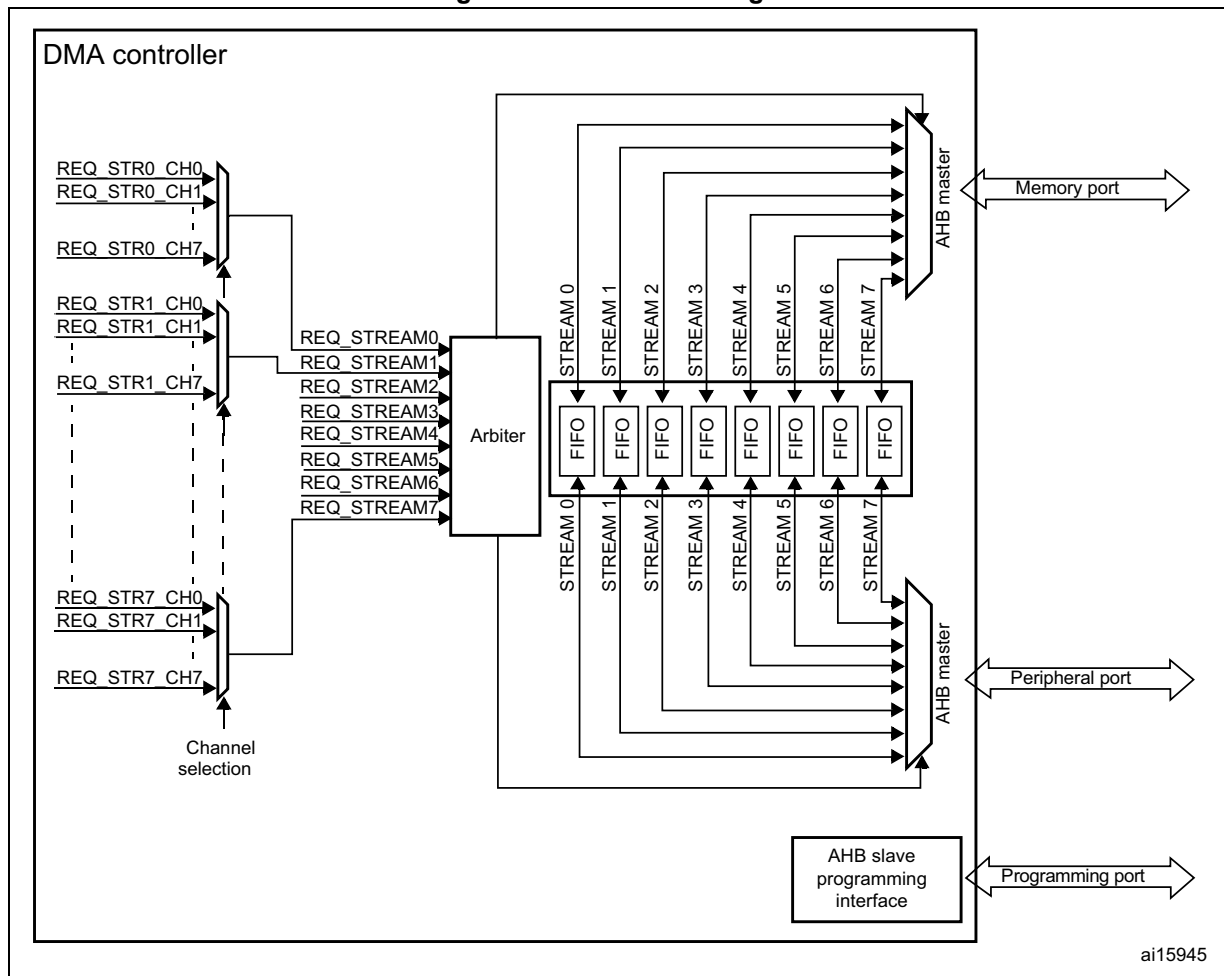 DMA controller
REQ_STR0_CH0
REQ_STR0_CH1
REQ_STR0_CH7
REQ_STR1_CH0
REQ_STR1_CH1
REQ_STR1_CH7
REQ_STR7_CH0
REQ_STR7_CH1
REQ_STR7_CH7
Channel
selection
REQ_STREAM0
REQ_STREAM1
REQ_STREAM2
REQ_STREAM3
REQ_STREAM4
REQ_STREAM5
REQ_STREAM6
REQ_STREAM7
Arbiter
STREAM 0
STREAM 1
STREAM 2
STREAM 3
STREAM 4
STREAM 5
STREAM 6
STREAM 7
FIFO
FIFO
FIFO
FIFO
FIFO
FIFO
FIFO
FIFO
STREAM 0
STREAM 1
STREAM 2
STREAM 3
STREAM 4
STREAM 5
STREAM 6
STREAM 7
AHB master
Memory port
AHB master
Peripheral port
AHB slave
programming
interface
Programming port
ai15945